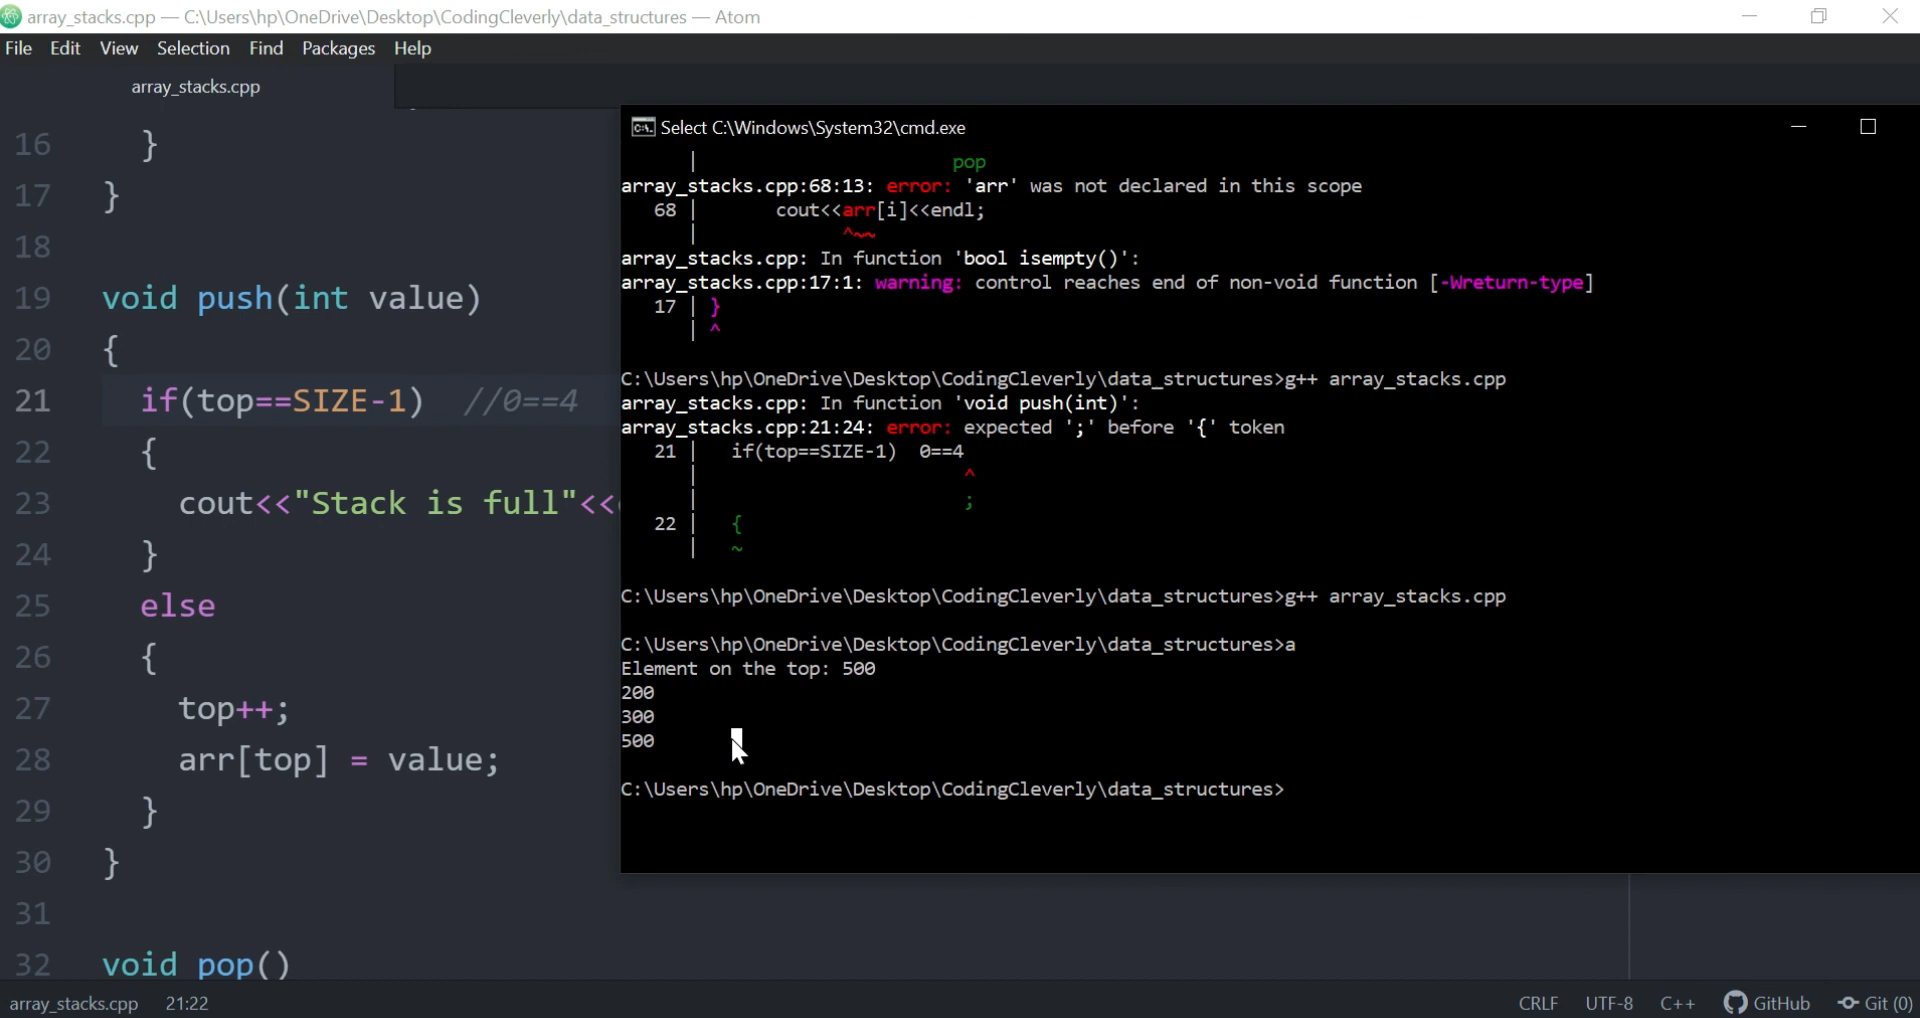 array_stacks.cpp — C:\Users\hp\OneDrive\Desktop\CodingCleverly\data_structures — Atom
File Edit View Selection Find Packages Help
array_stacks.cpp
16 }
17 }
18
19 void push(int value)
20 {
21 if(top==SIZE-1) //0==4
22 {
23 cout<<"Stack is full"<<
24 }
25 else
26 {
27 top++;
28 arr[top] = value;
29 }
30 }
31
32 void pop()
Select C:\Windows\System32\cmd.exe
| pop
array_stacks.cpp:68:13: error: 'arr' was not declared in this scope
68 | cout<<arr[i]<<endl;
| ^~~
array_stacks.cpp: In function 'bool isempty()':
array_stacks.cpp:17:1: warning: control reaches end of non-void function [-Wreturn-type]
17 | }
| ^
C:\Users\hp\OneDrive\Desktop\CodingCleverly\data_structures>g++ array_stacks.cpp
array_stacks.cpp: In function 'void push(int)':
array_stacks.cpp:21:24: error: expected ';' before '{' token
21 | if(top==SIZE-1) 0==4
| ^
| ;
22 | {
| ~
C:\Users\hp\OneDrive\Desktop\CodingCleverly\data_structures>g++ array_stacks.cpp
C:\Users\hp\OneDrive\Desktop\CodingCleverly\data_structures>a
Element on the top: 500
200
300
500
C:\Users\hp\OneDrive\Desktop\CodingCleverly\data_structures>
array_stacks.cpp 21:22 CRLF UTF-8 C++ GitHub Git (0)